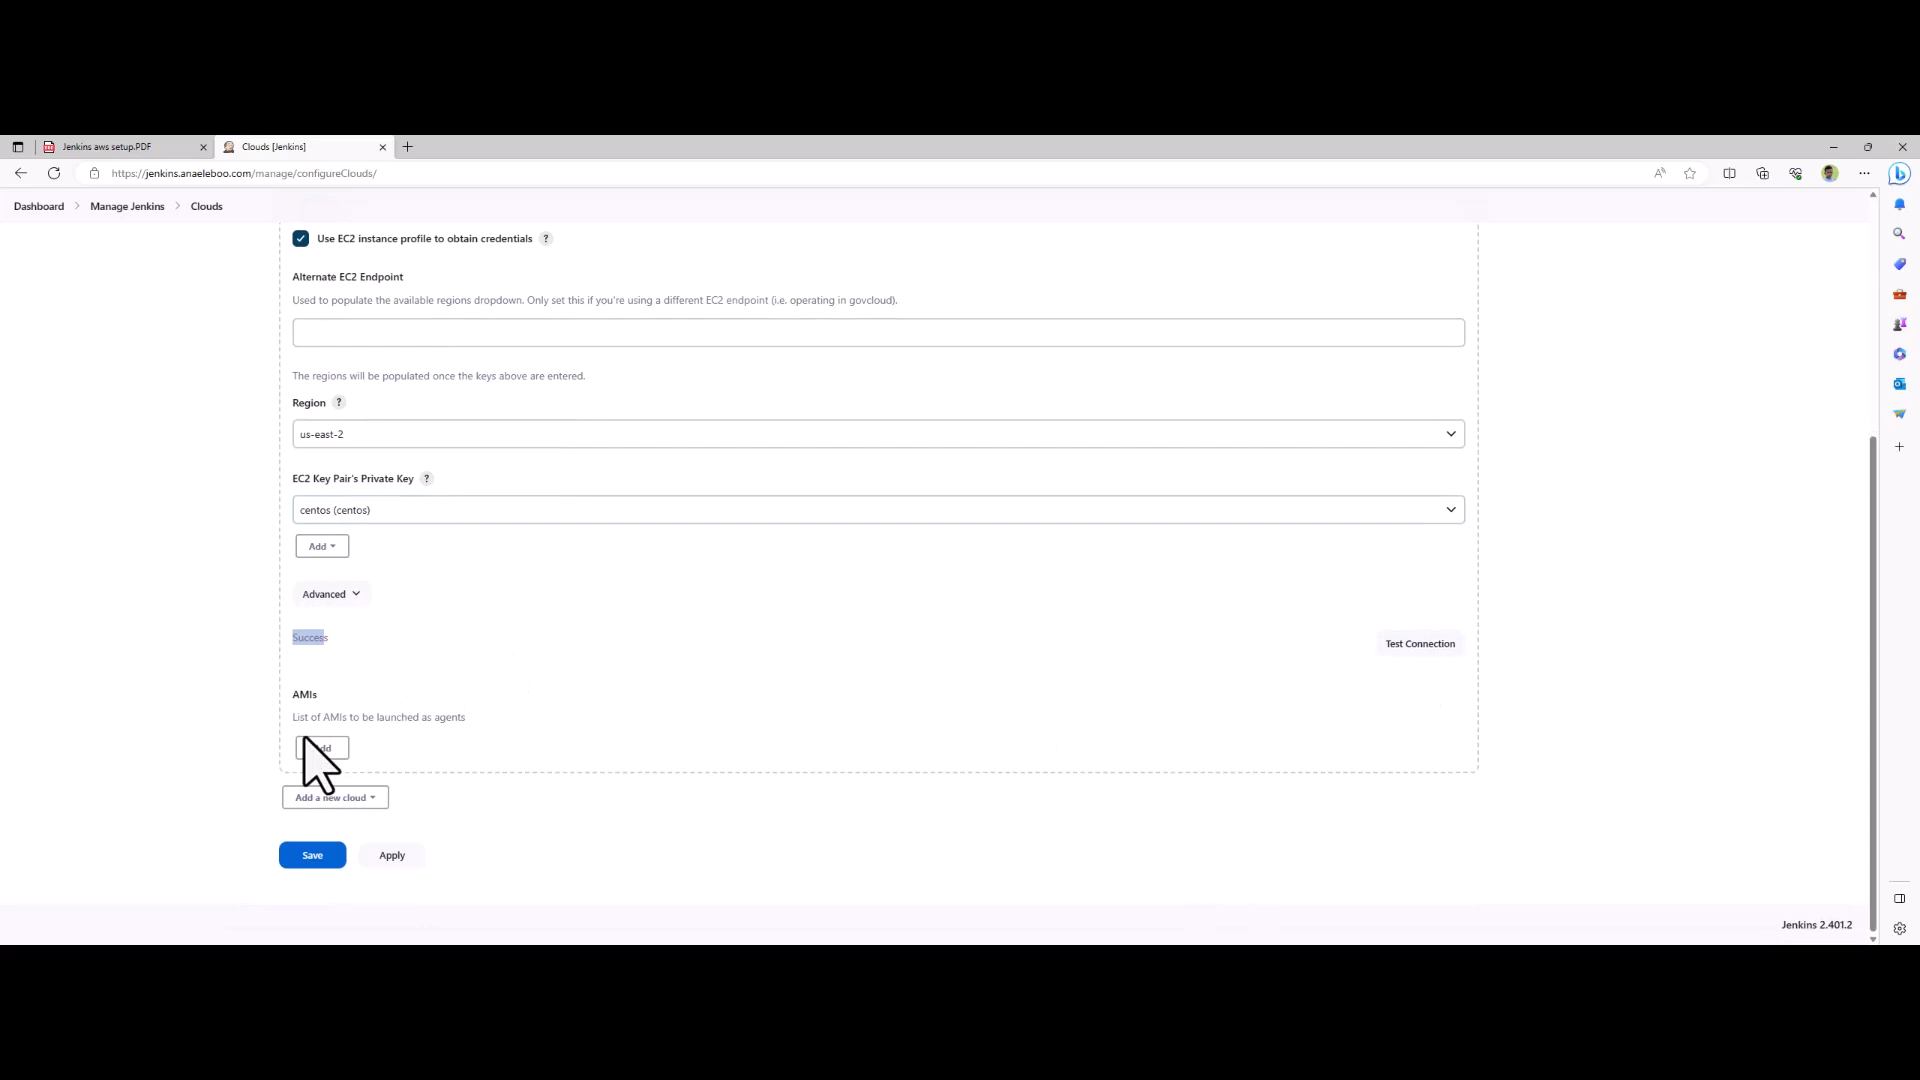 Jenkins aws setup.PDF
Clouds [Jenkins]
https://jenkins.anaeleboo.com/manage/configureClouds/
Dashboard > Manage Jenkins > Clouds
Use EC2 instance profile to obtain credentials ?
Alternate EC2 Endpoint
Used to populate the available regions dropdown. Only set this if you're using a different EC2 endpoint (i.e. operating in govcloud).
The regions will be populated once the keys above are entered.
Region ?
us-east-2
EC2 Key Pair's Private Key ?
centos (centos)
Add
Advanced
Success
Test Connection
AMIs
List of AMIs to be launched as agents
Add a new cloud
Save Apply
Jenkins 2.401.2